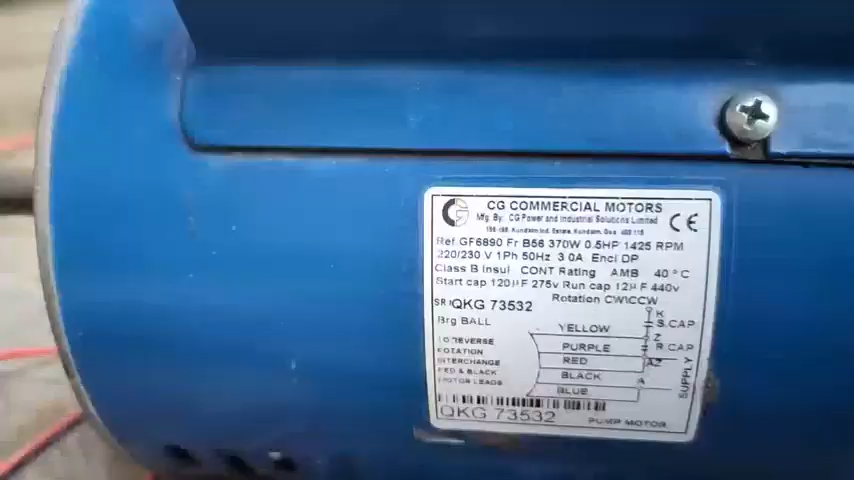 CG COMMERCIAL MOTORS
Mfg. By: CG Power and Industrial Solutions Limited
CE
Ref GF6890 Fr B56 370W 0.5HP 1425 RPM
220/230 V 1Ph 50Hz 3.0A Encl DP
Class B Insul CONT Rating AMB 40°C
Start cap 120µF 275v Run cap 12µF 440v
Rotation CW\CCW
SR QKG 73532
Brg BALL
TO REVERSE
ROTATION
INTERCHANGE
RED & BLACK
MOTOR LEADS
YELLOW
PURPLE
RED
BLACK
BLUE
K
S.CAP
Z
R.CAP
AZ
A
SUPPLY
QKG 73532
PUMP MOTOR